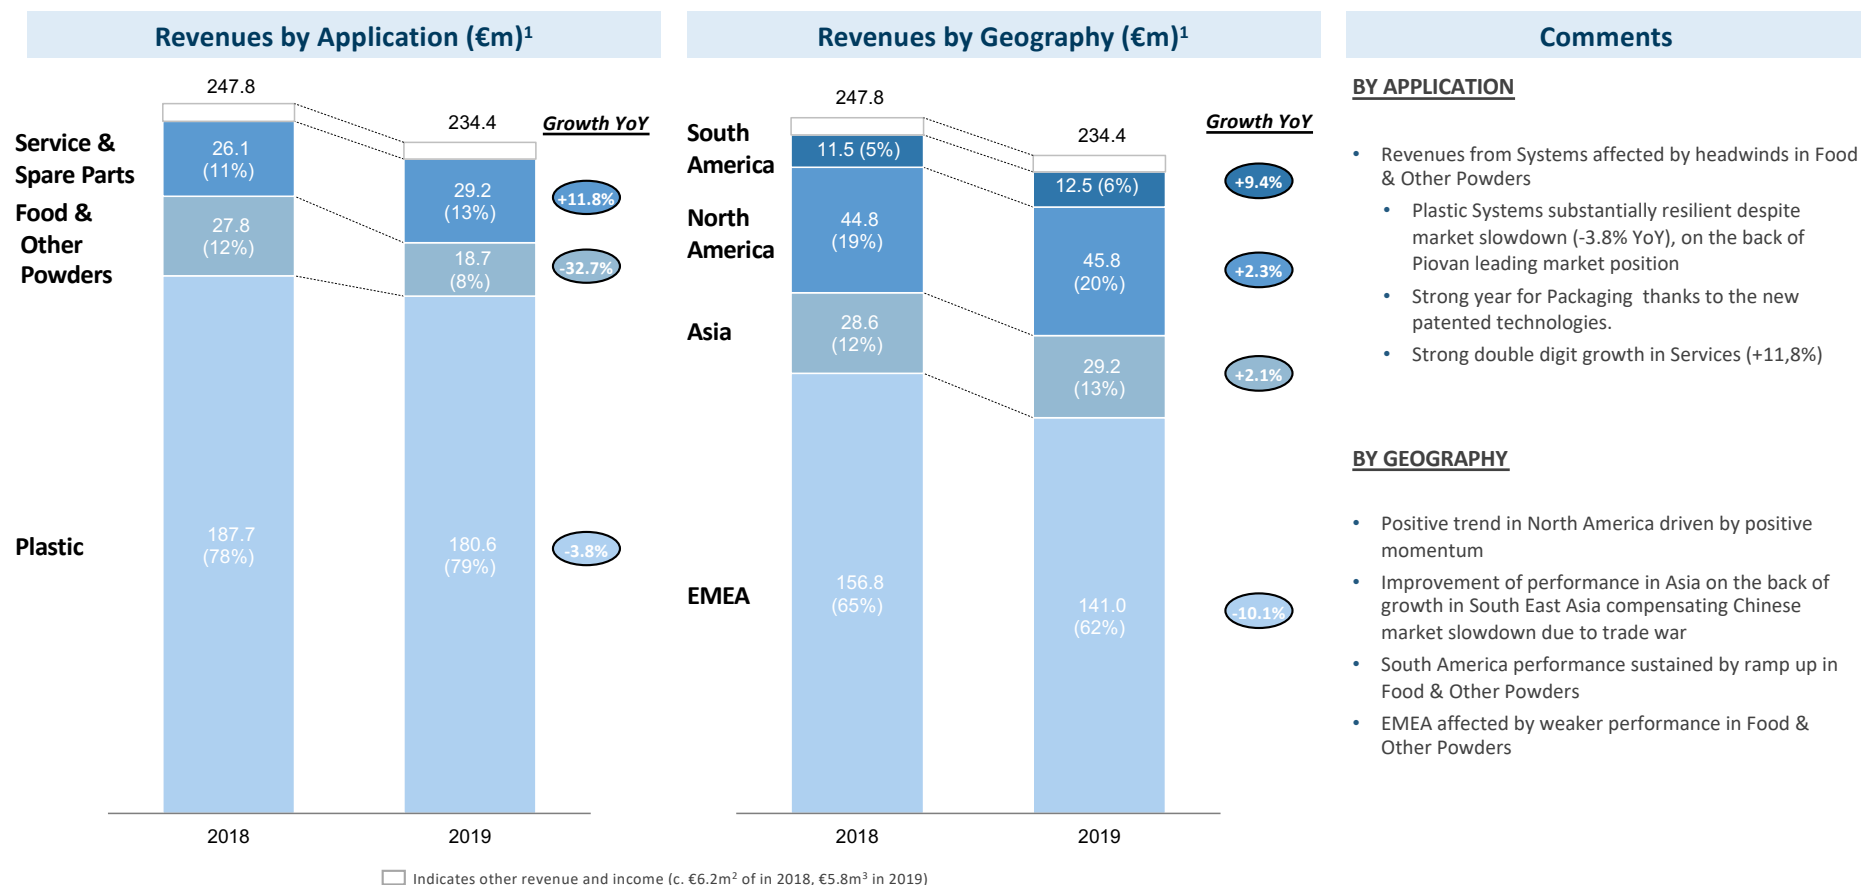 Revenues by Application (€m)¹
247.8
234.4
Growth YoY
Service &
Spare Parts
26.1
(11%)
29.2
(13%)
+11.8%
Food &
Other
Powders
27.8
(12%)
18.7
(8%)
-32.7%
Plastic
187.7
(78%)
180.6
(79%)
-3.8%
2018
2019
Revenues by Geography (€m)¹
247.8
234.4
Growth YoY
South
America
11.5 (5%)
12.5 (6%)
+9.4%
North
America
44.8
(19%)
45.8
(20%)
+2.3%
Asia
28.6
(12%)
29.2
(13%)
+2.1%
EMEA
156.8
(65%)
141.0
(62%)
-10.1%
2018
2019
Indicates other revenue and income (c. €6.2m² of in 2018, €5.8m³ in 2019)
Comments
BY APPLICATION
• Revenues from Systems affected by headwinds in Food
& Other Powders
• Plastic Systems substantially resilient despite
market slowdown (-3.8% YoY), on the back of
Piovan leading market position
• Strong year for Packaging thanks to the new
patented technologies.
• Strong double digit growth in Services (+11,8%)
BY GEOGRAPHY
• Positive trend in North America driven by positive
momentum
• Improvement of performance in Asia on the back of
growth in South East Asia compensating Chinese
market slowdown due to trade war
• South America performance sustained by ramp up in
Food & Other Powders
• EMEA affected by weaker performance in Food &
Other Powders